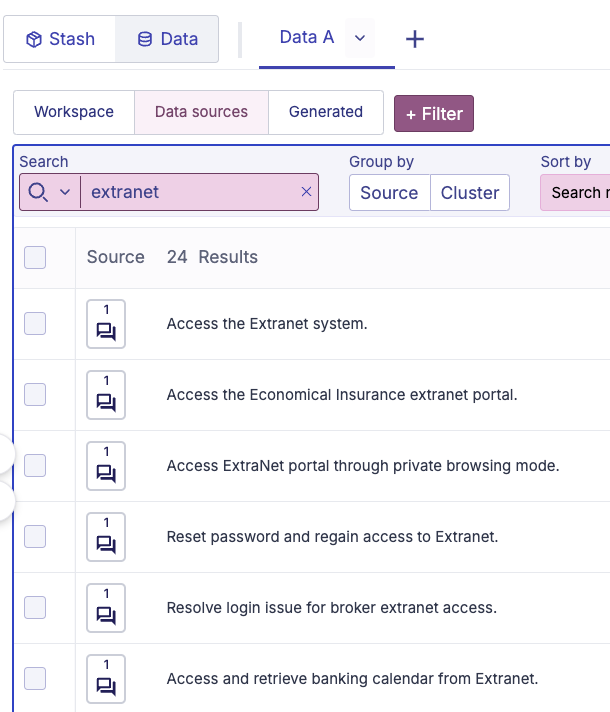 Stash Data Data A
Workspace Data sources Generated + Filter
Search Group by Sort by
extranet Source Cluster Search r
Source 24 Results
1
Access the Extranet system.
1
Access the Economical Insurance extranet portal.
1
Access ExtraNet portal through private browsing mode.
1
Reset password and regain access to Extranet.
1
Resolve login issue for broker extranet access.
1
Access and retrieve banking calendar from Extranet.